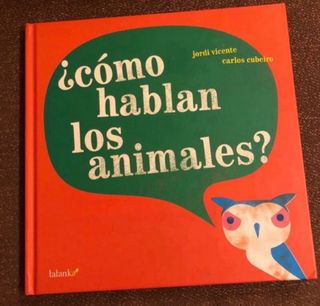 jordi vicente
carlos cubeiro
¿cómo
hablan
los
animales?
lalanka